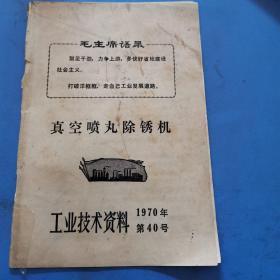 毛主席语录
鼓足干劲，力争上游，多快好省地建设
社会主义。
打破洋框框，走自己工业发展道路。
真空喷丸除锈机
工业技术资料
1970年
第40号